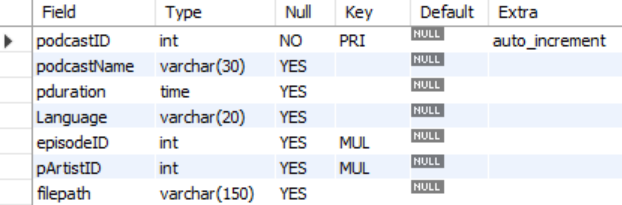 Field Type Null Key Default Extra
podcastID int NO PRI NULL auto_increment
podcastName varchar(30) YES NULL
pduration time YES NULL
Language varchar(20) YES NULL
episodeID int YES MUL NULL
pArtistID int YES MUL NULL
filepath varchar(150) YES NULL